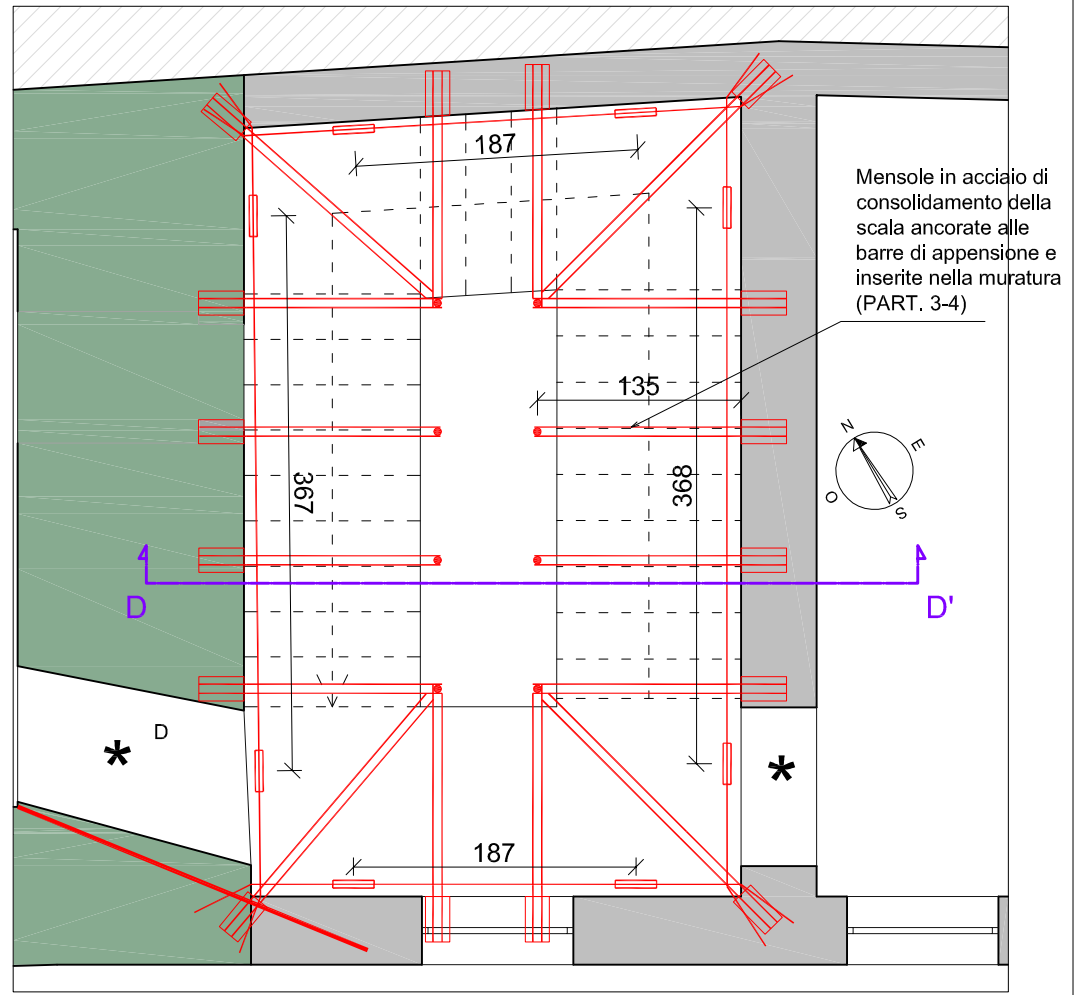 187
Mensole in acciaio di
consolidamento della
scala ancorate alle
barre di appensione e
inserite nella muratura
(PART. 3-4)
135
N
E
O
S
367
368
D
D'
* D
*
187